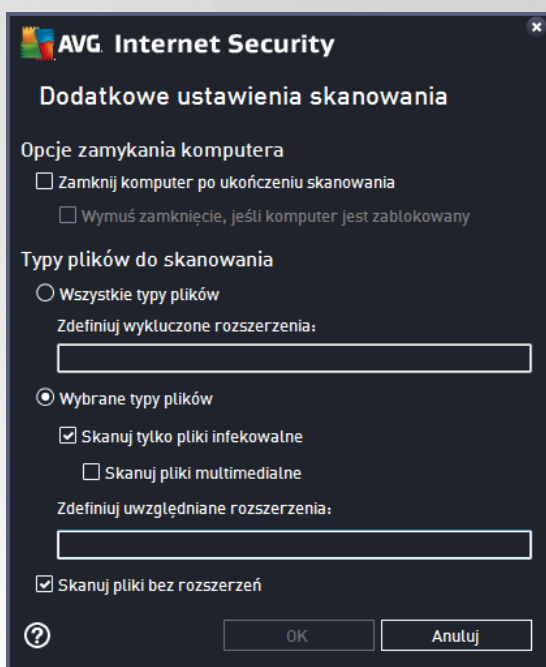 AVG Internet Security
Dodatkowe ustawienia skanowania
Opcje zamykania komputera
Zamknij komputer po ukończeniu skanowania
Wymuś zamknięcie, jeśli komputer jest zablokowany
Typy plików do skanowania
Wszystkie typy plików
Zdefiniuj wykluczone rozszerzenia:
Wybrane typy plików
Skanuj tylko pliki infekowalne
Skanuj pliki multimedialne
Zdefiniuj uwzględniane rozszerzenia:
Skanuj pliki bez rozszerzeń
? OK Anuluj